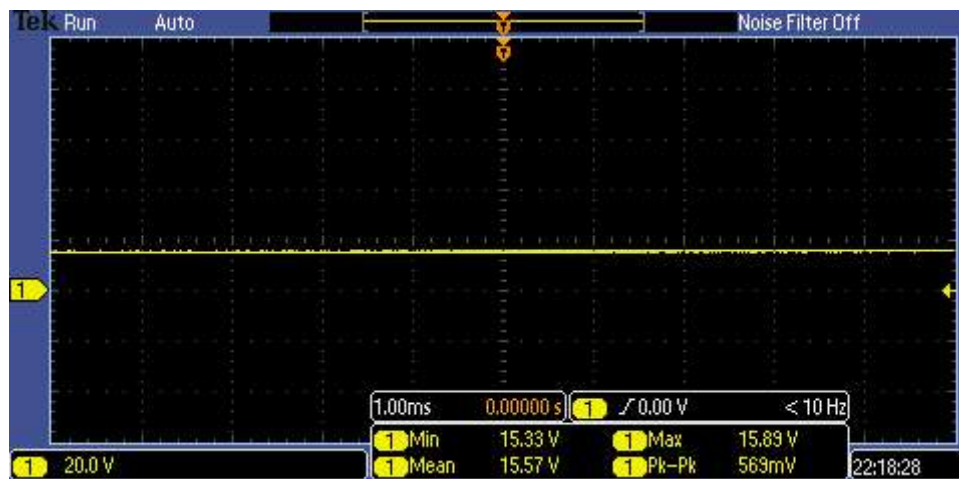 Tek Run Auto Noise Filter Off
1
1.00ms 0.00000 s 1 0.00 V < 10 Hz
1 Min 15.33 V 1 Max 15.89 V
1 20.0 V 1 Mean 15.57 V 1 Pk-Pk 569mV 22:18:28